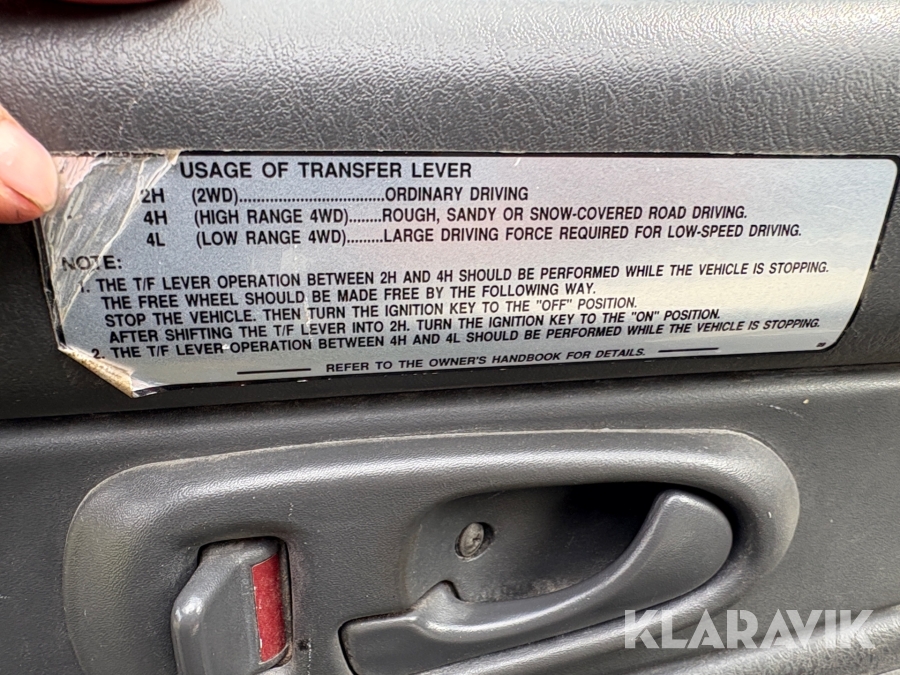 USAGE OF TRANSFER LEVER
2H (2WD)....................................ORDINARY DRIVING
4H (HIGH RANGE 4WD)........ROUGH, SANDY OR SNOW-COVERED ROAD DRIVING.
4L (LOW RANGE 4WD).........LARGE DRIVING FORCE REQUIRED FOR LOW-SPEED DRIVING.
NOTE:
1. THE T/F LEVER OPERATION BETWEEN 2H AND 4H SHOULD BE PERFORMED WHILE THE VEHICLE IS STOPPING.
THE FREE WHEEL SHOULD BE MADE FREE BY THE FOLLOWING WAY.
STOP THE VEHICLE. THEN TURN THE IGNITION KEY TO THE "OFF" POSITION.
AFTER SHIFTING THE T/F LEVER INTO 2H. TURN THE IGNITION KEY TO THE "ON" POSITION.
2. THE T/F LEVER OPERATION BETWEEN 4H AND 4L SHOULD BE PERFORMED WHILE THE VEHICLE IS STOPPING.
REFER TO THE OWNER'S HANDBOOK FOR DETAILS.
KLARAVIK